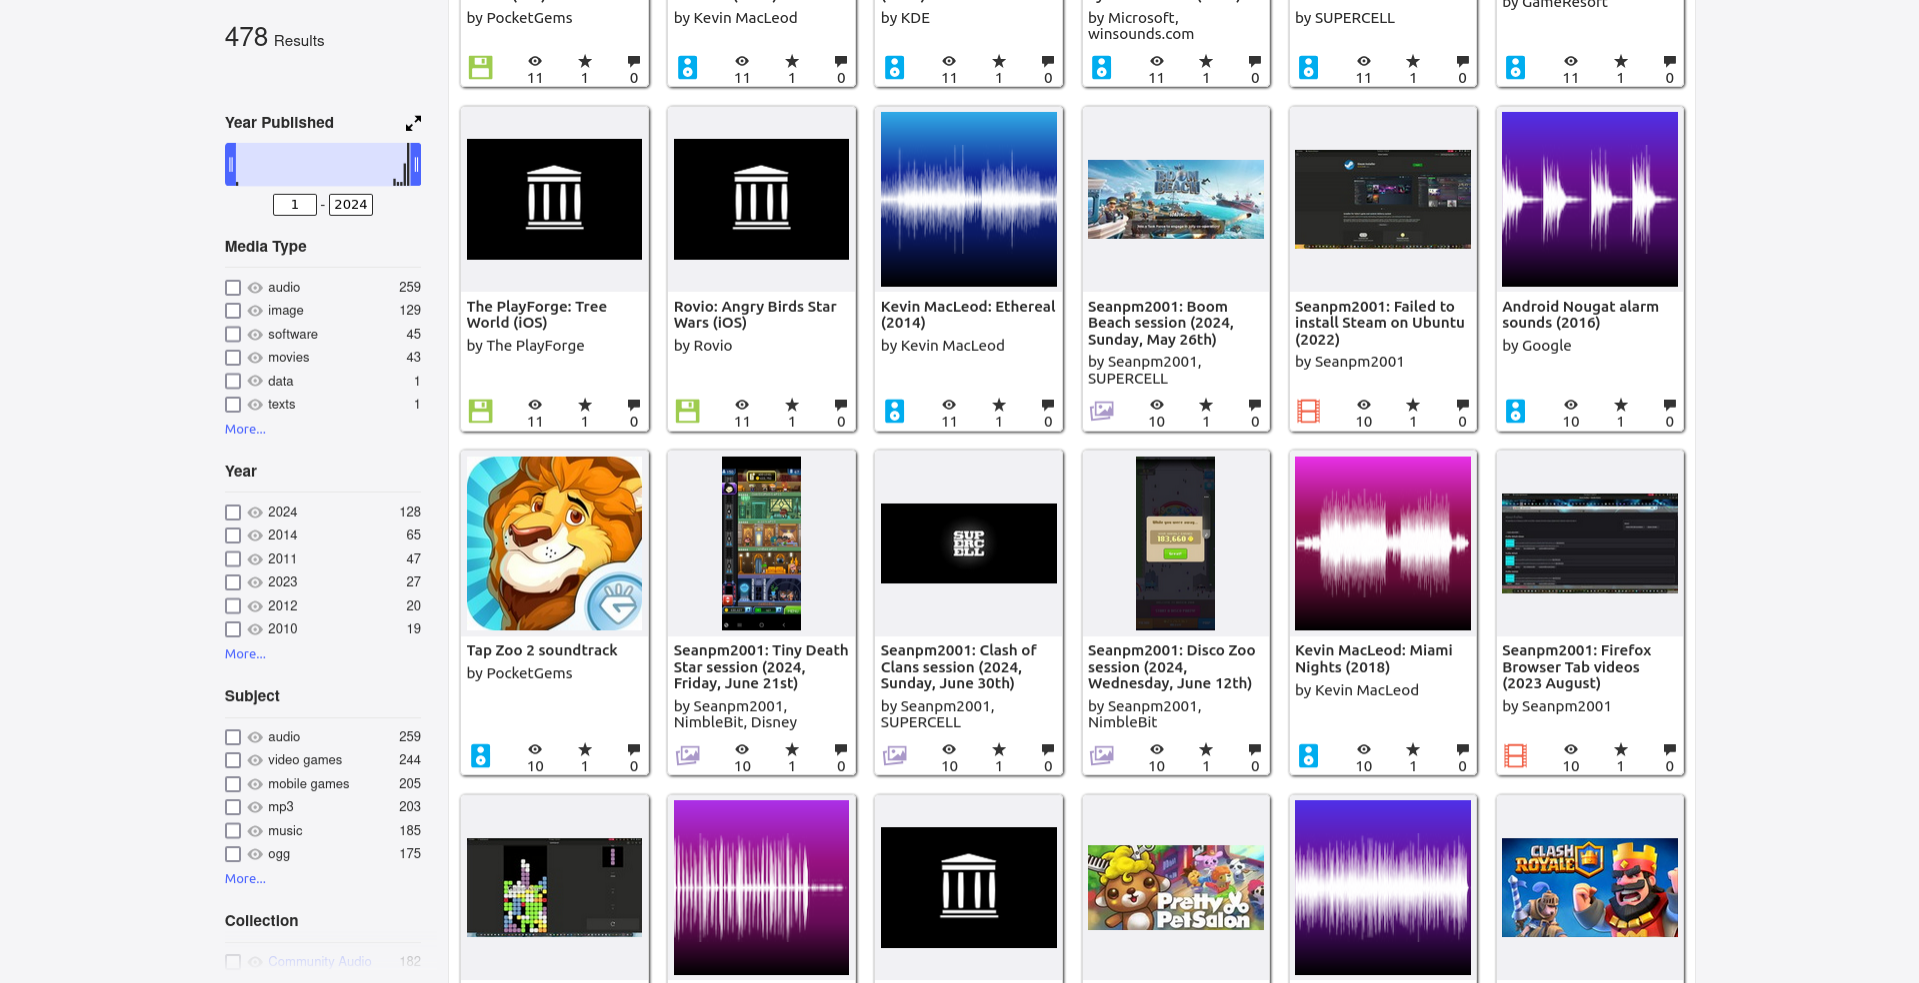 478 Results
Year Published
1 - 2024
Media Type
audio 259
image 129
software 45
movies 43
data 1
texts 1
More...
Year
2024 128
2014 65
2011 47
2023 27
2012 20
2010 19
More...
Subject
audio 259
video games 244
mobile games 205
mp3 203
music 185
ogg 175
More...
Collection
Community Audio 182
by PocketGems
11 1 0
by Kevin MacLeod
11 1 0
by KDE
11 1 0
by Microsoft,
winsounds.com
11 1 0
by SUPERCELL
11 1 0
by GameResort
11 1 0
The PlayForge: Tree
World (iOS)
by The PlayForge
11 1 0
Rovio: Angry Birds Star
Wars (iOS)
by Rovio
11 1 0
Kevin MacLeod: Ethereal
(2014)
by Kevin MacLeod
11 1 0
BOOM
BEACH
Seanpm2001: Boom
Beach session (2024,
Sunday, May 26th)
by Seanpm2001,
SUPERCELL
10 1 0
Seanpm2001: Failed to
install Steam on Ubuntu
(2022)
by Seanpm2001
10 1 0
Android Nougat alarm
sounds (2016)
by Google
10 1 0
Tap Zoo 2 soundtrack
by PocketGems
10 1 0
Seanpm2001: Tiny Death
Star session (2024,
Friday, June 21st)
by Seanpm2001,
NimbleBit, Disney
10 1 0
SUP
ERC
ELL
Seanpm2001: Clash of
Clans session (2024,
Sunday, June 30th)
by Seanpm2001,
SUPERCELL
10 1 0
While you were away...
183,660
Seanpm2001: Disco Zoo
session (2024,
Wednesday, June 12th)
by Seanpm2001,
NimbleBit
10 1 0
Kevin MacLeod: Miami
Nights (2018)
by Kevin MacLeod
10 1 0
Seanpm2001: Firefox
Browser Tab videos
(2023 August)
by Seanpm2001
10 1 0
Pretty
PetSalon
CLASH
ROYALE